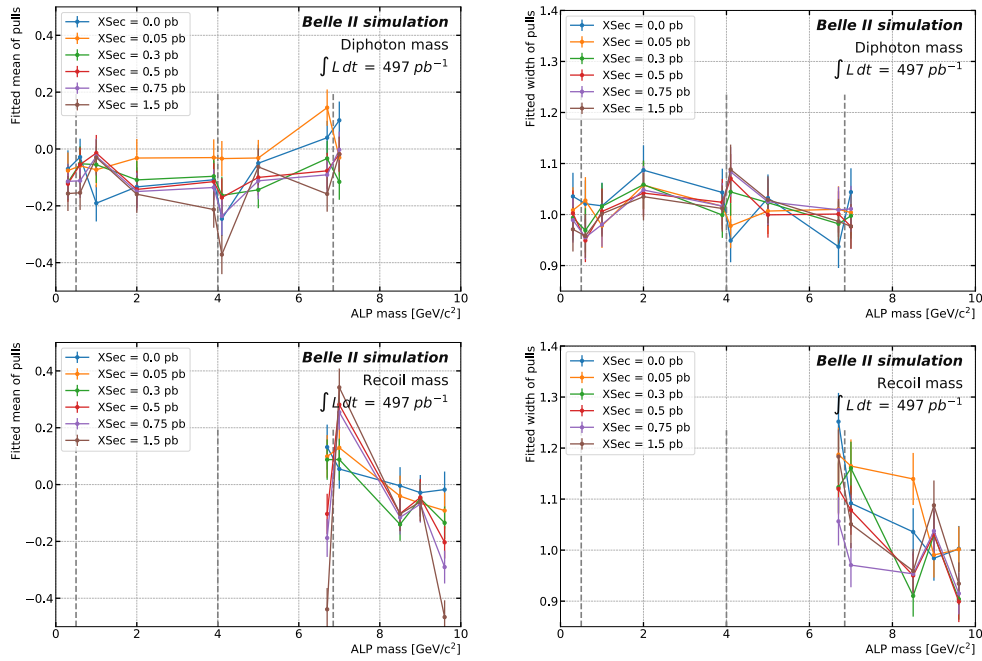 Fitted mean of pulls
0.4
0.2
0.0
−0.2
−0.4
XSec = 0.0 pb
XSec = 0.05 pb
XSec = 0.3 pb
XSec = 0.5 pb
XSec = 0.75 pb
XSec = 1.5 pb
Belle II simulation
Diphoton mass
∫ L dt = 497 pb⁻¹
0 2 4 6 8 10
ALP mass [GeV/c²]
Fitted width of pulls
1.4
1.3
1.2
1.1
1.0
0.9
XSec = 0.0 pb
XSec = 0.05 pb
XSec = 0.3 pb
XSec = 0.5 pb
XSec = 0.75 pb
XSec = 1.5 pb
Belle II simulation
Diphoton mass
∫ L dt = 497 pb⁻¹
0 2 4 6 8 10
ALP mass [GeV/c²]
Fitted mean of pulls
0.4
0.2
0.0
−0.2
−0.4
XSec = 0.0 pb
XSec = 0.05 pb
XSec = 0.3 pb
XSec = 0.5 pb
XSec = 0.75 pb
XSec = 1.5 pb
Belle II simulation
Recoil mass
∫ L dt = 497 pb⁻¹
0 2 4 6 8 10
ALP mass [GeV/c²]
Fitted width of pulls
1.4
1.3
1.2
1.1
1.0
0.9
XSec = 0.0 pb
XSec = 0.05 pb
XSec = 0.3 pb
XSec = 0.5 pb
XSec = 0.75 pb
XSec = 1.5 pb
Belle II simulation
Recoil mass
∫ L dt = 497 pb⁻¹
0 2 4 6 8 10
ALP mass [GeV/c²]